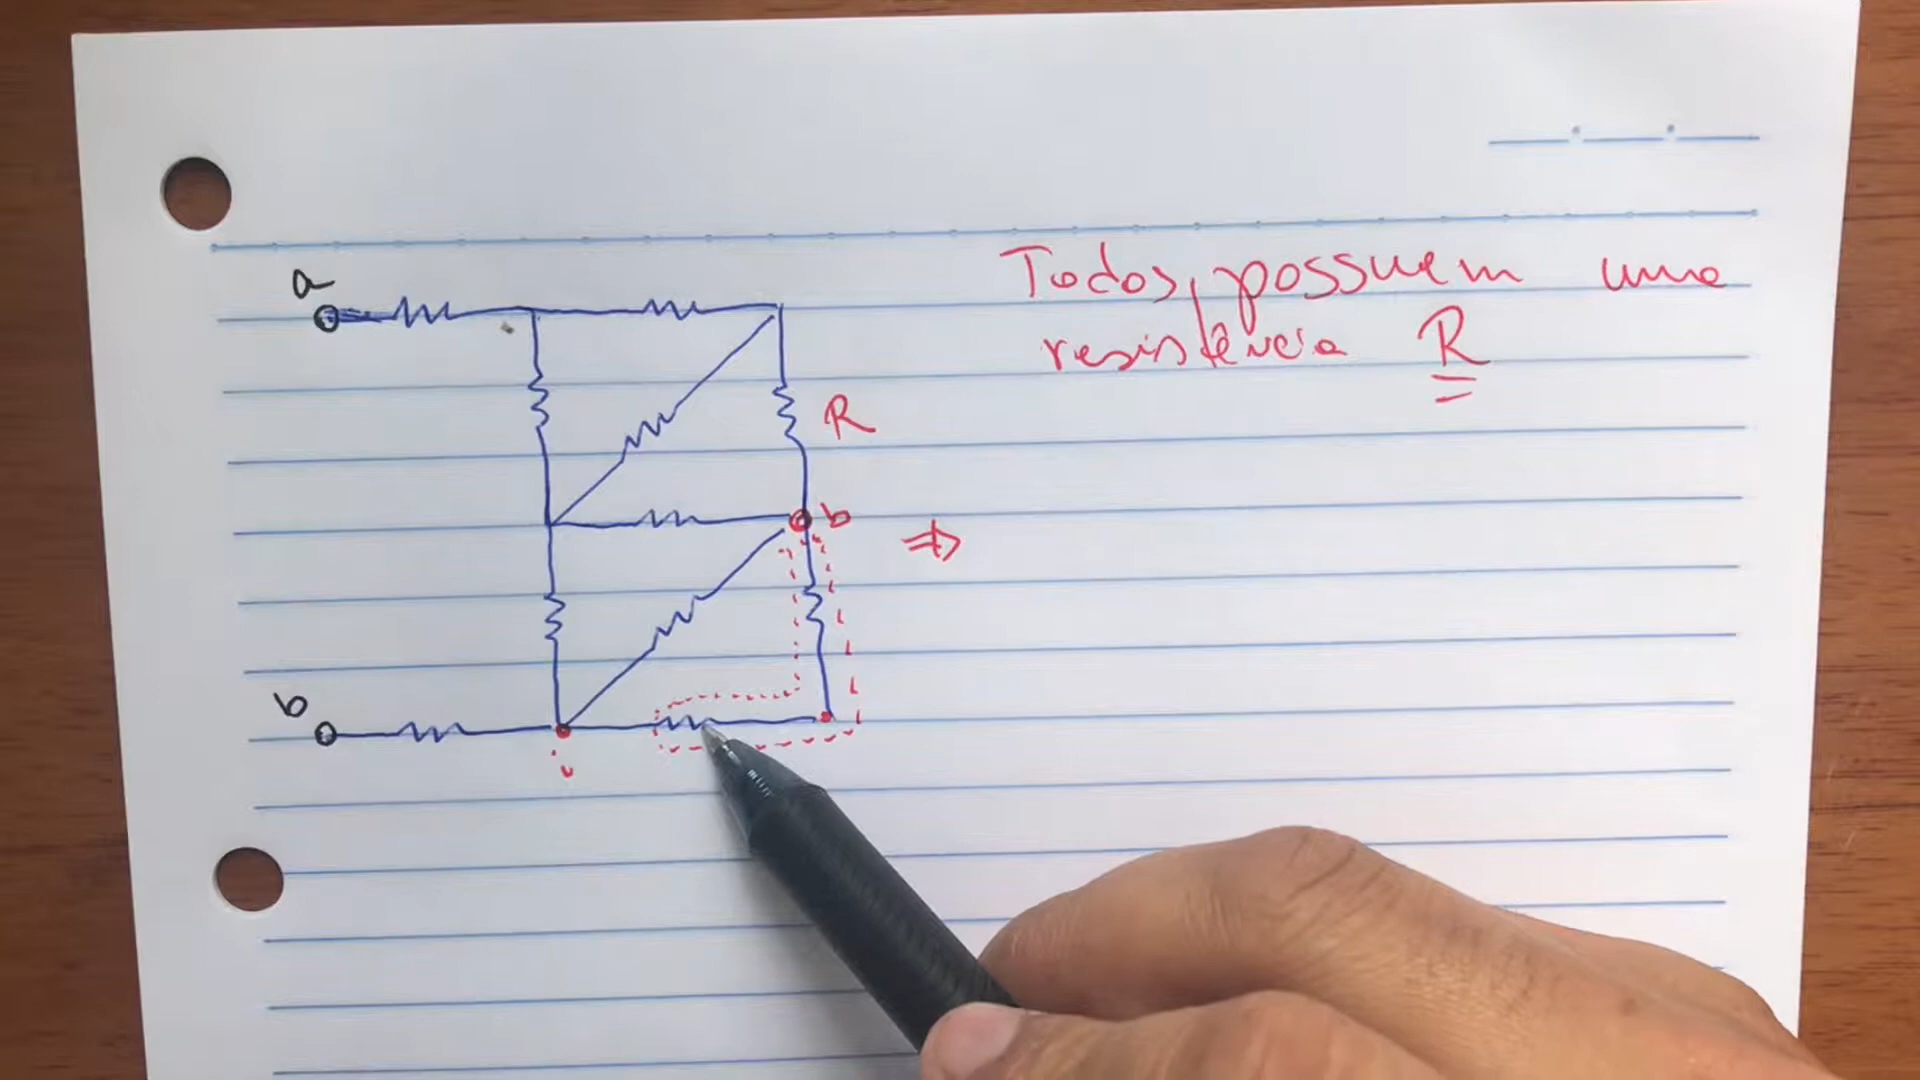 a
Todos, possuem uma
resistência R
R
b
b